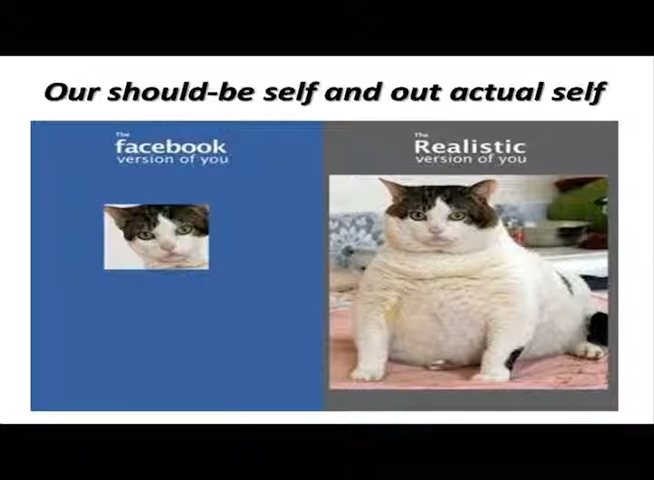 Our should-be self and out actual self
The
facebook
version of you
The
Realistic
version of you